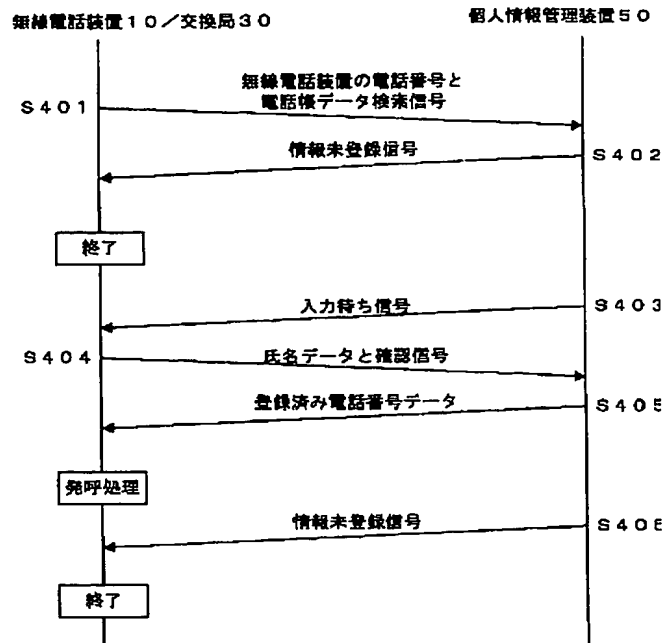 無線電話装置10／交換局30
個人情報管理装置50
無線電話装置の電話番号と
電話帳データ検索信号
S401
情報未登録信号
S402
終了
入力待ち信号
S403
S404
氏名データと確認信号
登録済み電話番号データ
S405
発呼処理
情報未登録信号
S406
終了